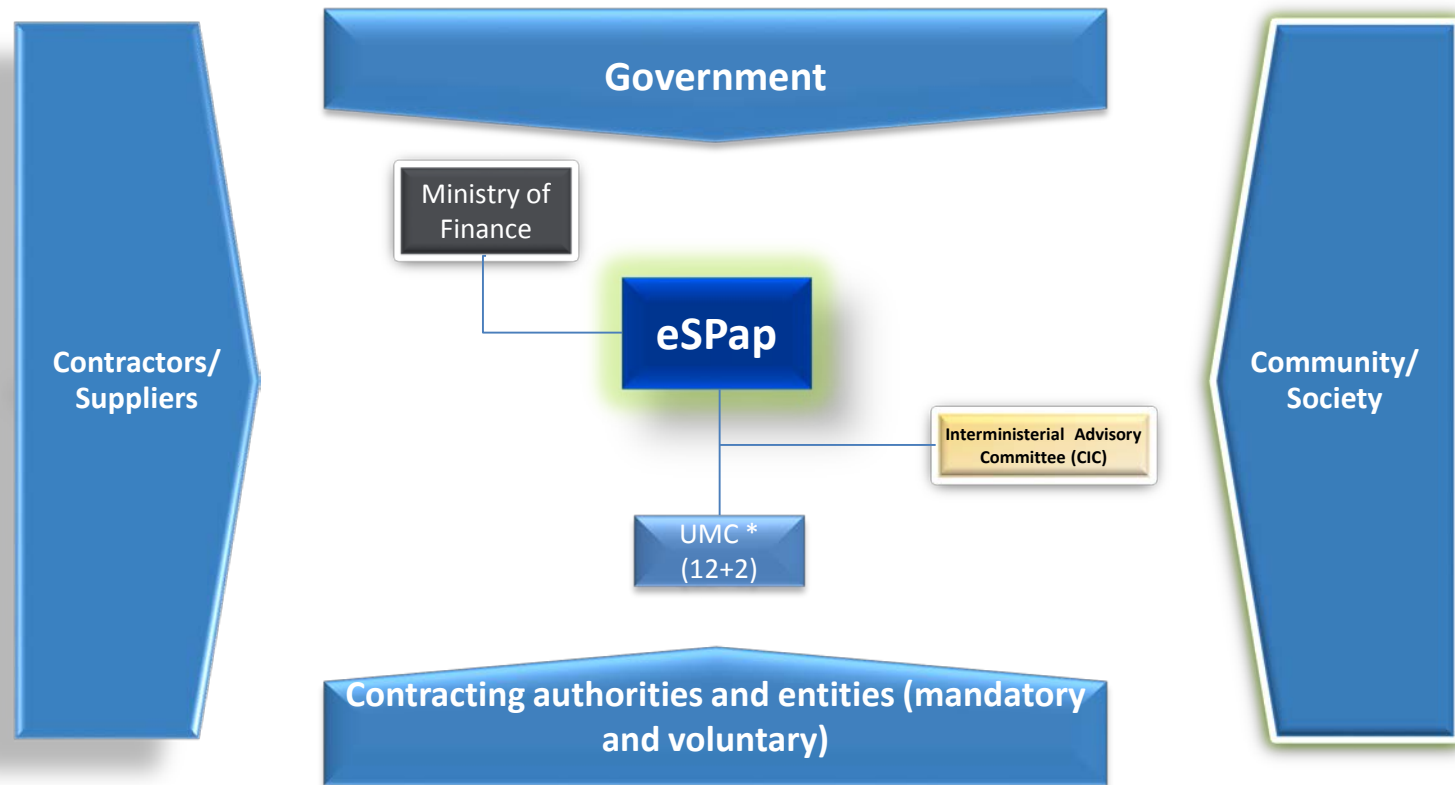 Government
Ministry of
Finance
eSPap
Contractors/
Suppliers
Community/
Society
Interministerial Advisory
Committee (CIC)
UMC *
(12+2)
Contracting authorities and entities (mandatory
and voluntary)